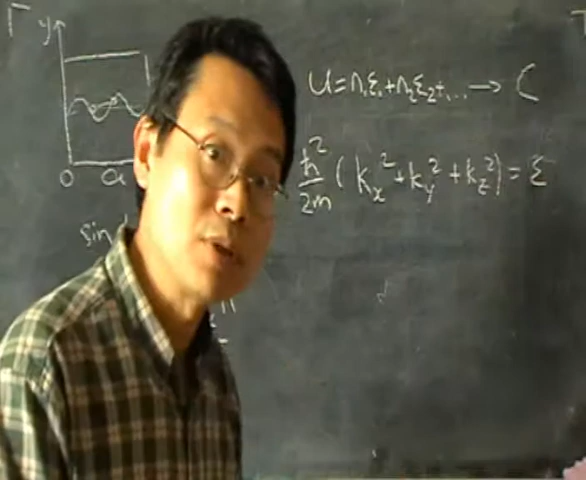 y
U = n₁ε₁ + n₂ε₂ + ... → C
ħ²/2m (kₓ² + k_y² + k_z²) = ε
0 a
sin